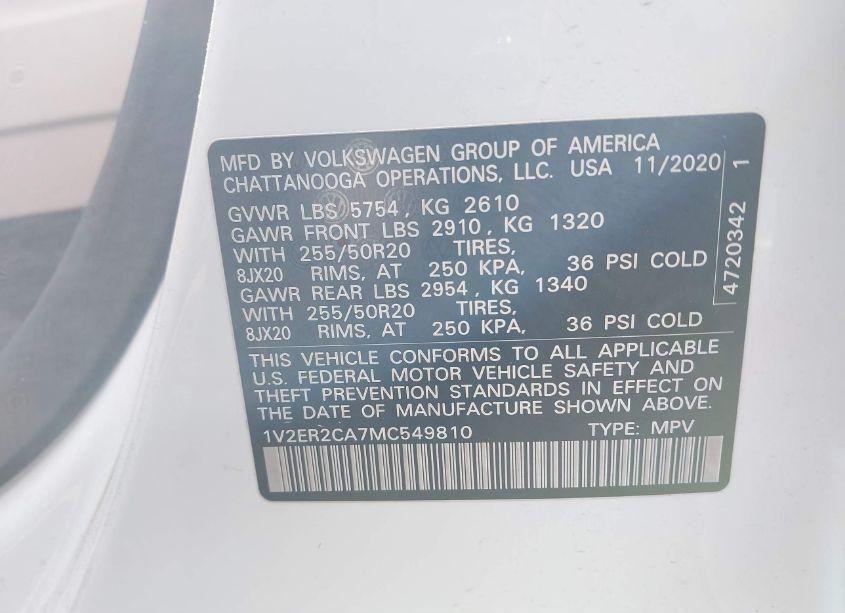 MFD BY VOLKSWAGEN GROUP OF AMERICA
CHATTANOOGA OPERATIONS, LLC. USA 11/2020
GVWR LBS 5754, KG 2610
GAWR FRONT LBS 2910, KG 1320
WITH 255/50R20 TIRES,
8JX20 RIMS, AT 250 KPA, 36 PSI COLD
GAWR REAR LBS 2954, KG 1340
WITH 255/50R20 TIRES,
8JX20 RIMS, AT 250 KPA, 36 PSI COLD
THIS VEHICLE CONFORMS TO ALL APPLICABLE
U.S. FEDERAL MOTOR VEHICLE SAFETY AND
THEFT PREVENTION STANDARDS IN EFFECT ON
THE DATE OF MANUFACTURE SHOWN ABOVE.
1V2ER2CA7MC549810 TYPE: MPV
4720342 1